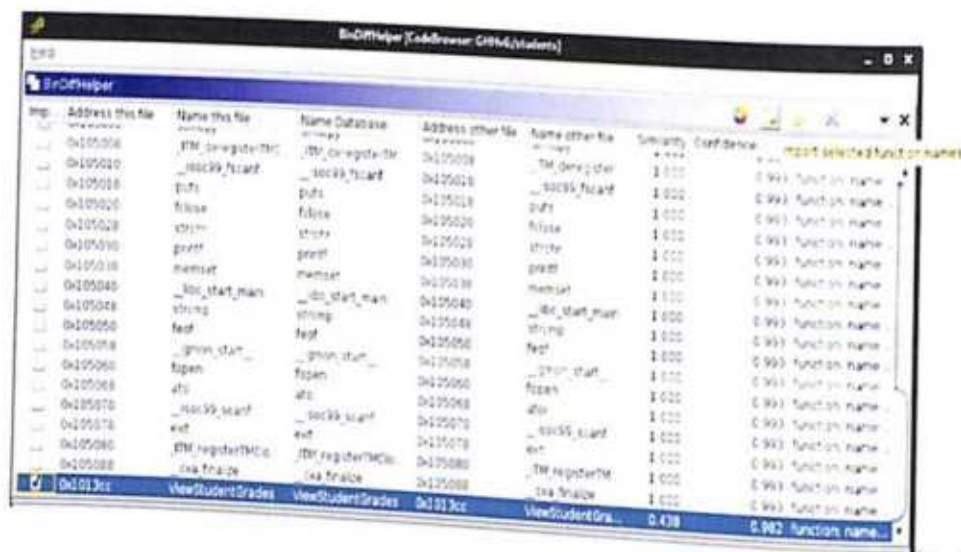 BinDiffHelper [CodeBrowser: GHHv6:/students]
BinDiffHelper
Imp. Address this file Name this file Name Database Address other file Name other file Similarity Confidence
import selected function names
0x105008 _ITM_deregisterTMC _ITM_deregisterTM 0x105008 _ITM_deregister 1.000 0.993 function name
0x105010 __isoc99_fscanf __isoc99_fscanf 0x105010 __isoc99_fscanf 1.000 0.993 function name
0x105018 puts puts 0x105018 puts 1.000 0.993 function name
0x105020 fclose fclose 0x105020 fclose 1.000 0.993 function name
0x105028 strchr strchr 0x105028 strchr 1.000 0.993 function name
0x105030 printf printf 0x105030 printf 1.000 0.993 function name
0x105038 memset memset 0x105038 memset 1.000 0.993 function name
0x105040 __libc_start_main __libc_start_main 0x105040 __libc_start_main 1.000 0.993 function name
0x105048 strcmp strcmp 0x105048 strcmp 1.000 0.993 function name
0x105050 feof feof 0x105050 feof 1.000 0.993 function name
0x105058 __gmon_start__ __gmon_start__ 0x105058 __gmon_start__ 1.000 0.993 function name
0x105060 fopen fopen 0x105060 fopen 1.000 0.993 function name
0x105068 atoi atoi 0x105068 atoi 1.000 0.993 function name
0x105070 __isoc99_scanf __isoc99_scanf 0x105070 __isoc99_scanf 1.000 0.993 function name
0x105078 exit exit 0x105078 exit 1.000 0.993 function name
0x105080 _ITM_registerTMClo _ITM_registerTMClo 0x105080 _ITM_registerTM 1.000 0.993 function name
0x105088 __cxa_finalize __cxa_finalize 0x105088 __cxa_finalize 1.000 0.993 function name
0x1013cc ViewStudentGrades ViewStudentGrades 0x1013cc ViewStudentGra... 0.438 0.982 function name...